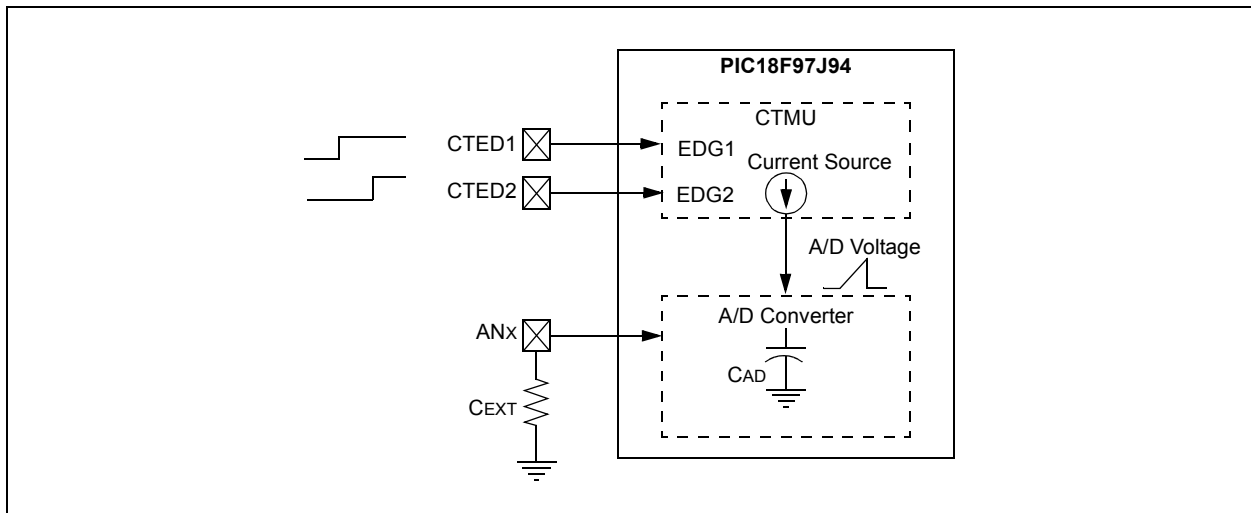 PIC18F97J94
CTMU
CTED1
EDG1
Current Source
CTED2
EDG2
A/D Voltage
A/D Converter
ANX
CAD
CEXT